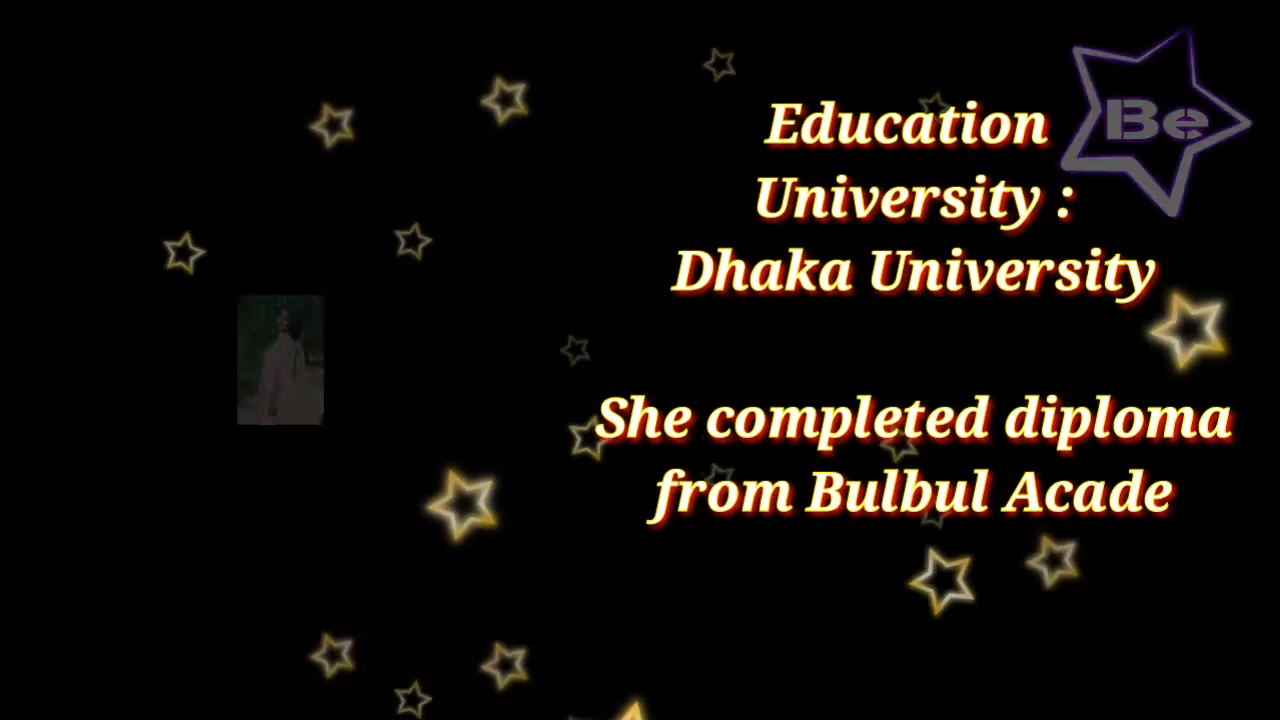 Education
Be
University :
Dhaka University
She completed diploma
from Bulbul Acade